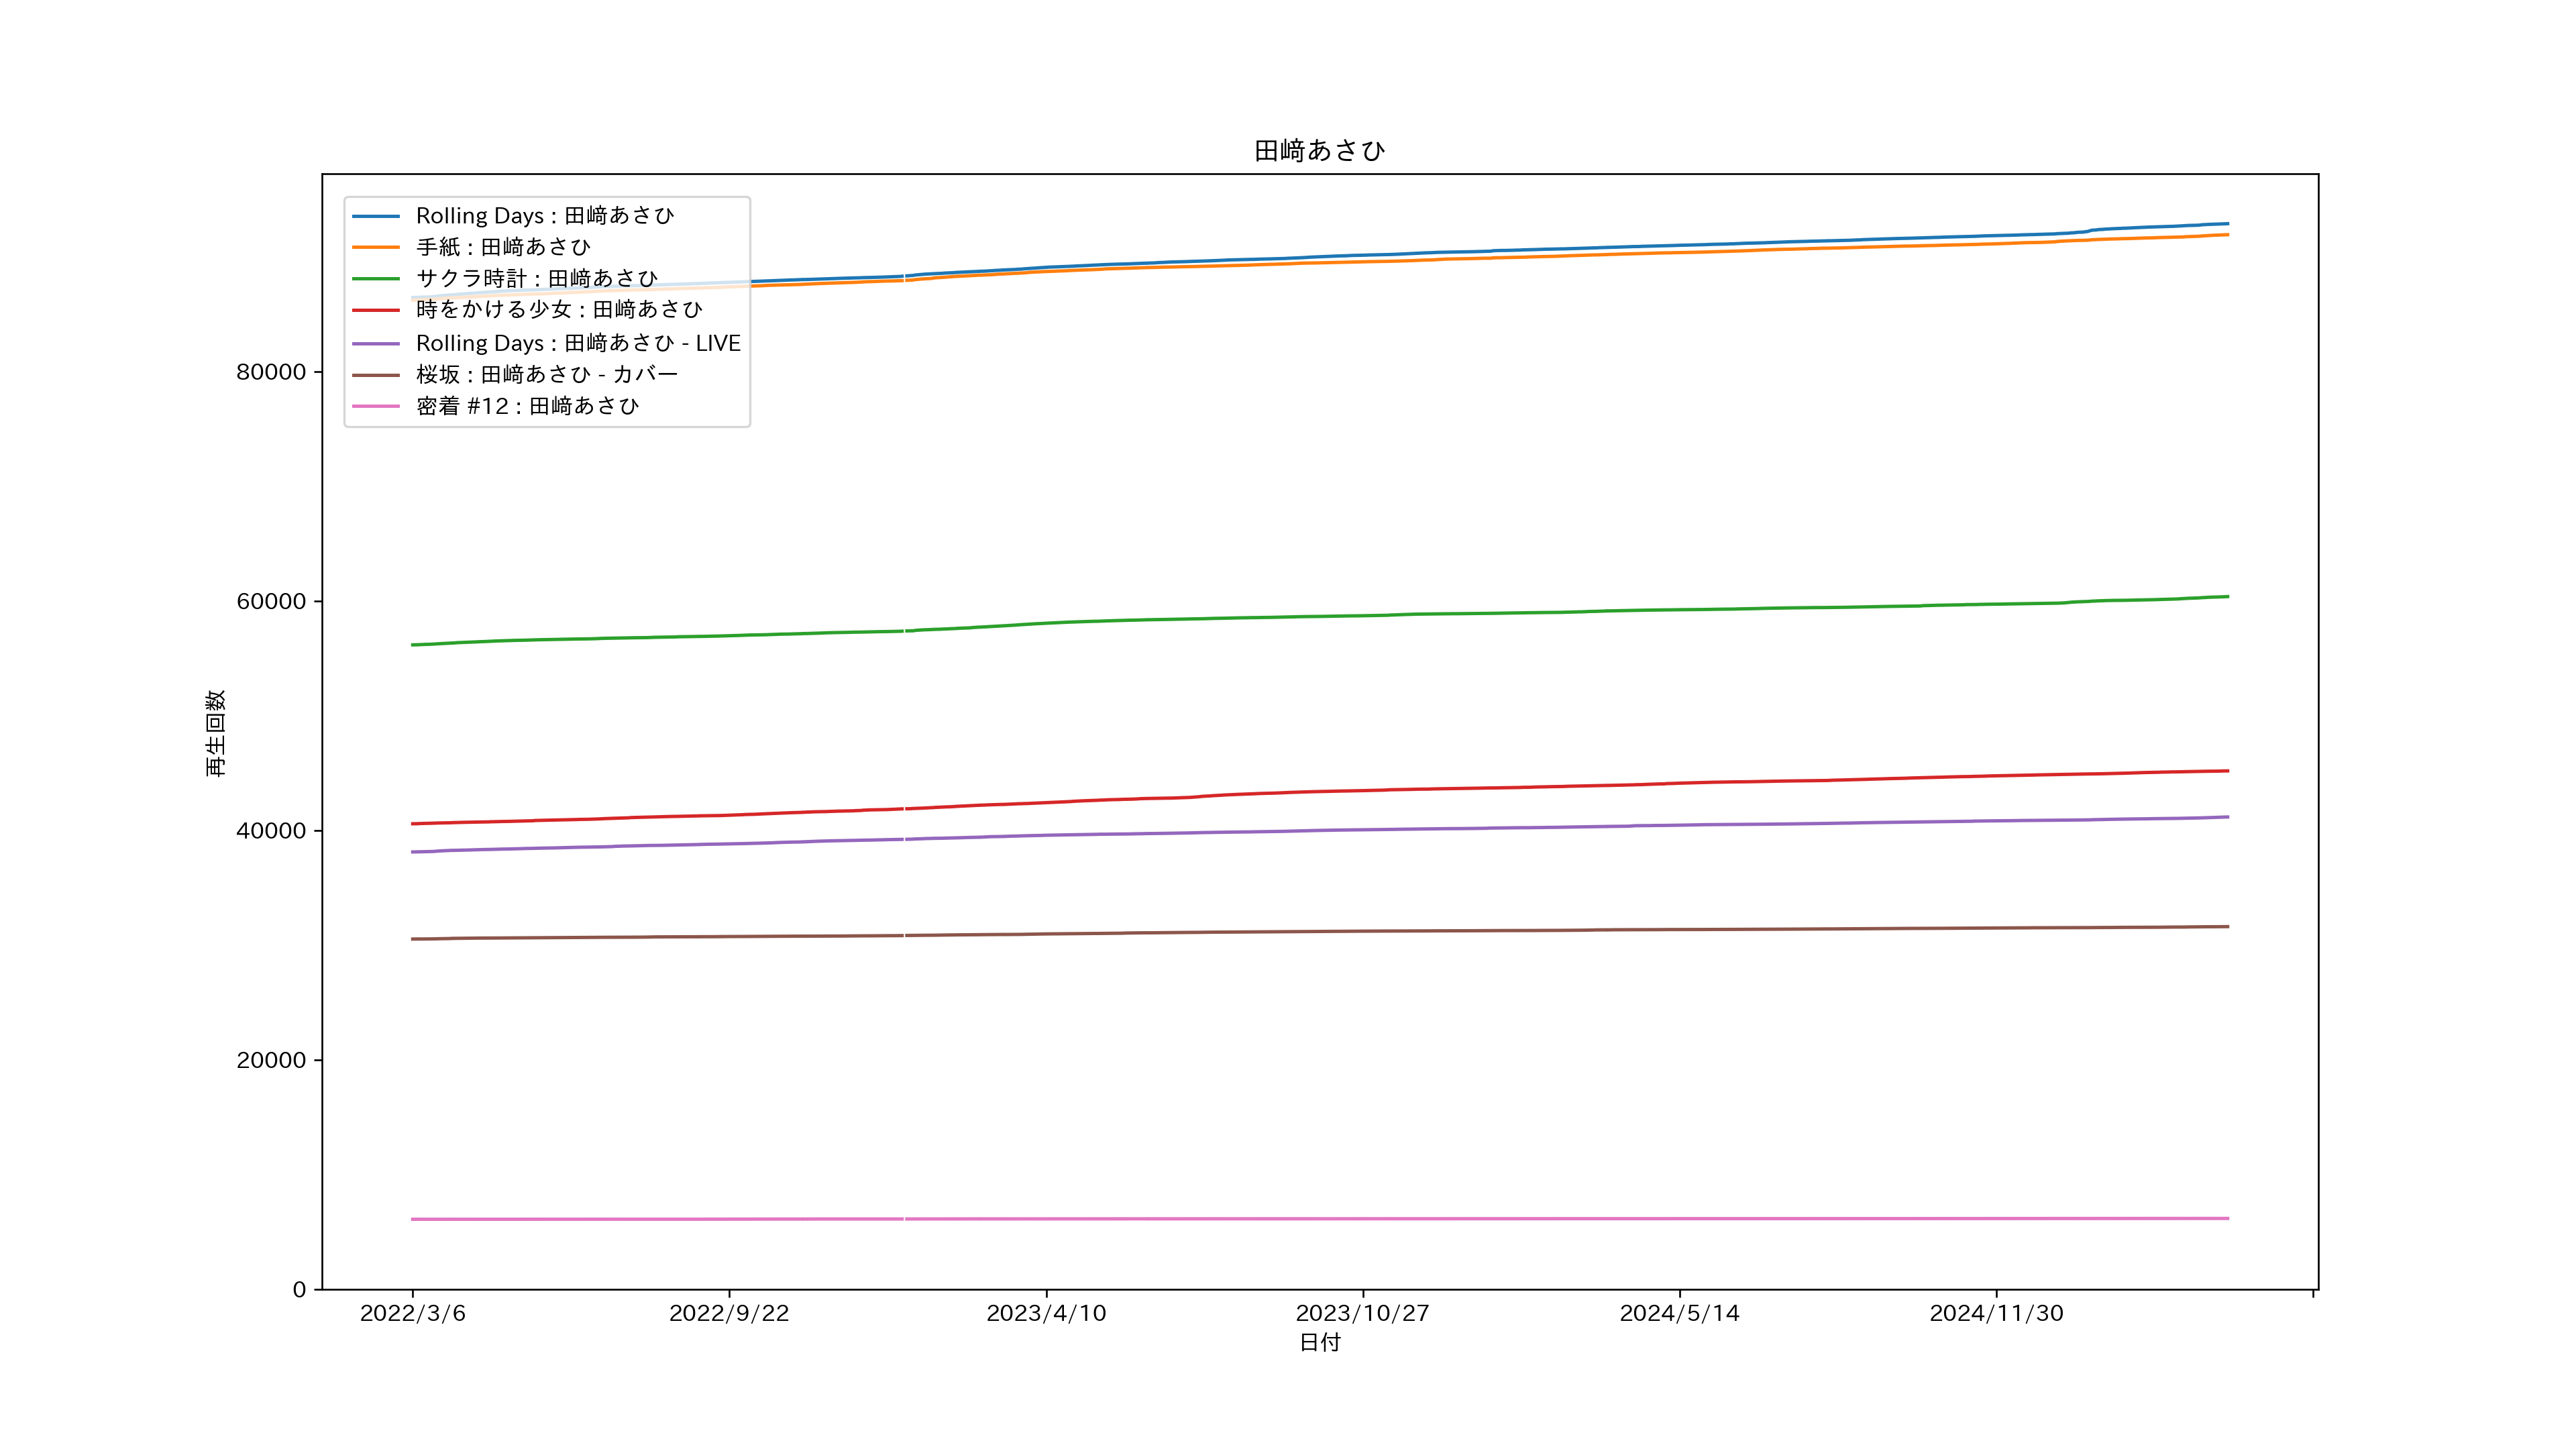 田﨑あさひ
Rolling Days : 田﨑あさひ
手紙 : 田﨑あさひ
サクラ時計 : 田﨑あさひ
時をかける少女 : 田﨑あさひ
Rolling Days : 田﨑あさひ - LIVE
桜坂 : 田﨑あさひ - カバー
密着 #12 : 田﨑あさひ
80000
60000
40000
20000
0
再生回数
2022/3/6 2022/9/22 2023/4/10 2023/10/27 2024/5/14 2024/11/30
日付